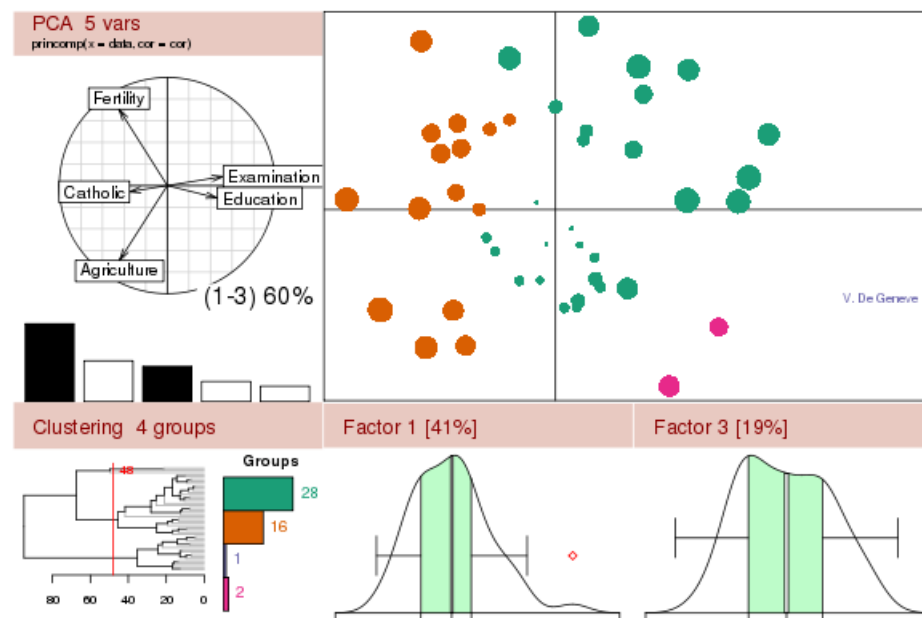 PCA 5 vars
princomp(x = data, cor = cor)
Fertility
Examination
Catholic
Education
Agriculture
(1-3) 60%
V. De Geneve
Clustering 4 groups
Factor 1 [41%]
Factor 3 [19%]
48
Groups
28
16
1
2
80 60 40 20 0